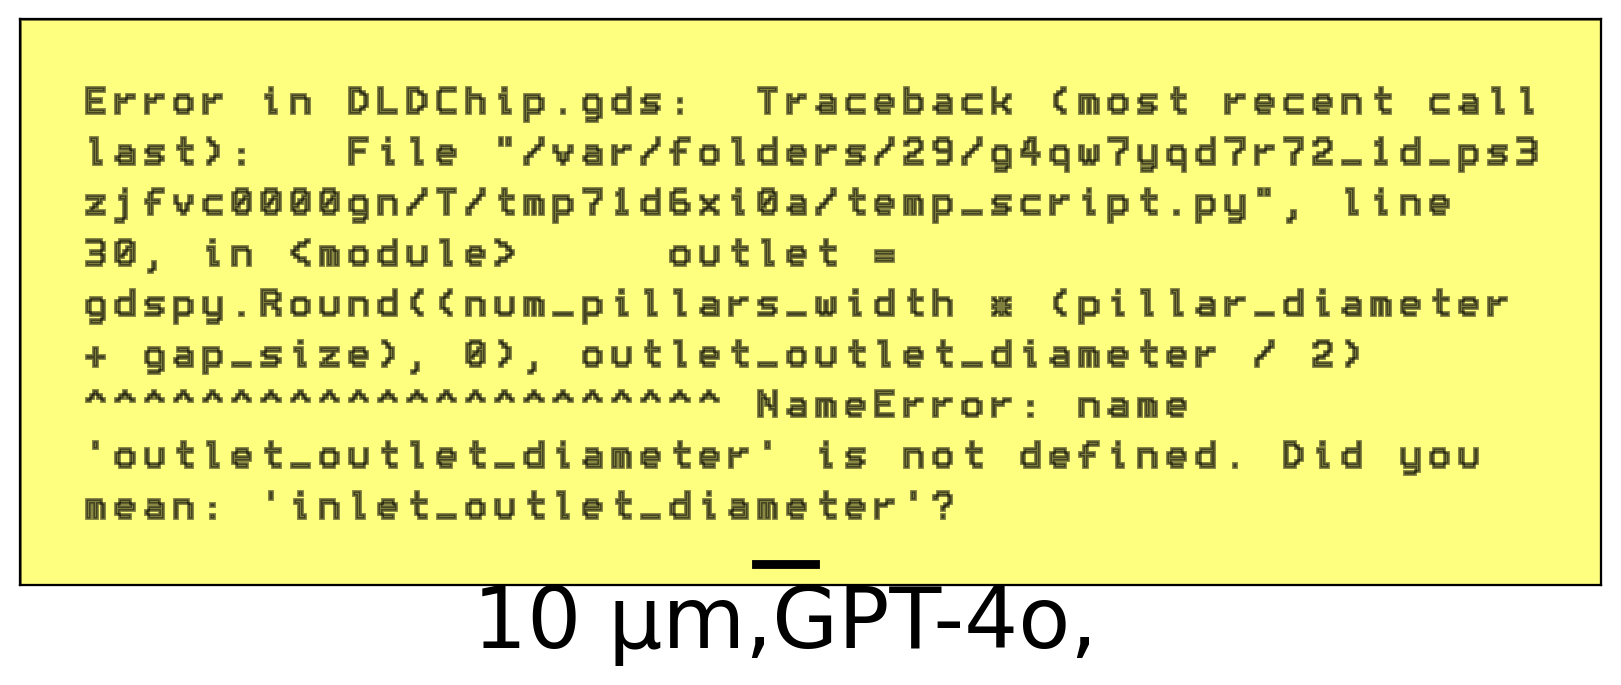 Error in DLDChip.gds:  Traceback (most recent call
last):   File "/var/folders/29/g4qw7yqd7r72_1d_ps3
zjfvc0000gn/T/tmp71d6xi0a/temp_script.py", line
30, in <module>     outlet =
gdspy.Round((num_pillars_width * (pillar_diameter
+ gap_size), 0), outlet_outlet_diameter / 2)
^^^^^^^^^^^^^^^^^^^^^^ NameError: name
'outlet_outlet_diameter' is not defined. Did you
mean: 'inlet_outlet_diameter'?
10 μm,GPT-4o,